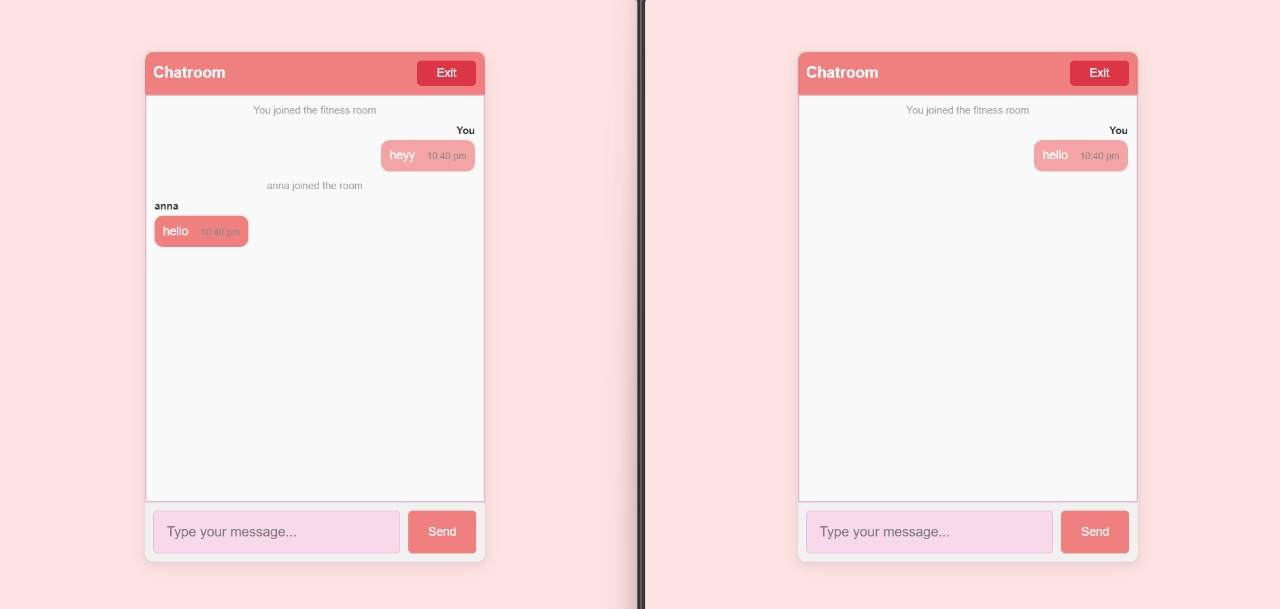 Chatroom
Exit
You joined the fitness room
You
heyy 10:40 pm
anna joined the room
anna
hello 10:40 pm
Type your message...
Send
Chatroom
Exit
You joined the fitness room
You
hello 10:40 pm
Type your message...
Send